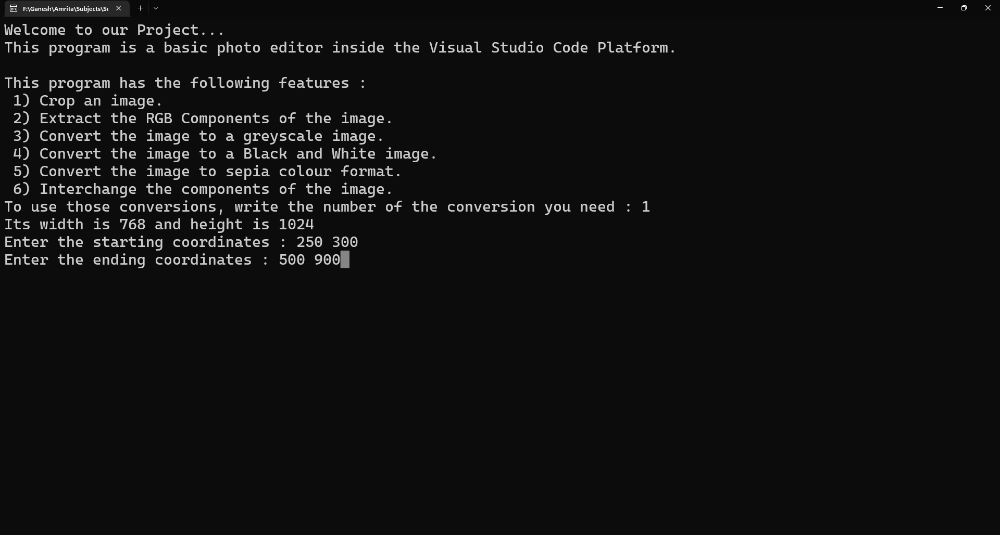 F:\Ganesh\Amrita\Subjects\Se
Welcome to our Project...
This program is a basic photo editor inside the Visual Studio Code Platform.
This program has the following features :
1) Crop an image.
2) Extract the RGB Components of the image.
3) Convert the image to a greyscale image.
4) Convert the image to a Black and White image.
5) Convert the image to sepia colour format.
6) Interchange the components of the image.
To use those conversions, write the number of the conversion you need : 1
Its width is 768 and height is 1024
Enter the starting coordinates : 250 300
Enter the ending coordinates : 500 900